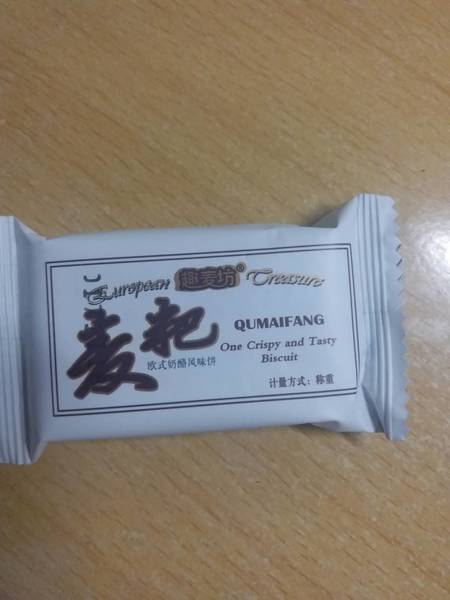 European 趣麦坊® Treasure
麦粑
QUMAIFANG
One Crispy and Tasty
Biscuit
欧式奶酪风味饼
计量方式：称重